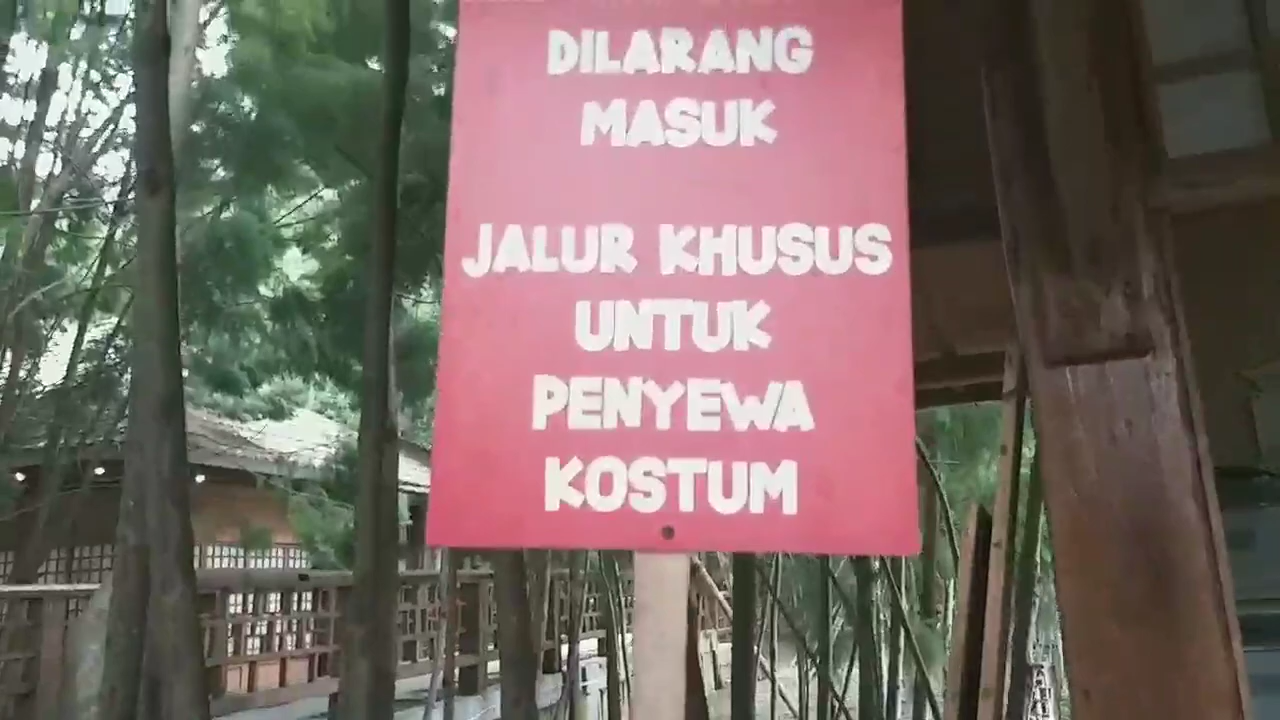 DILARANG
MASUK
JALUR KHUSUS
UNTUK
PENYEWA
KOSTUM